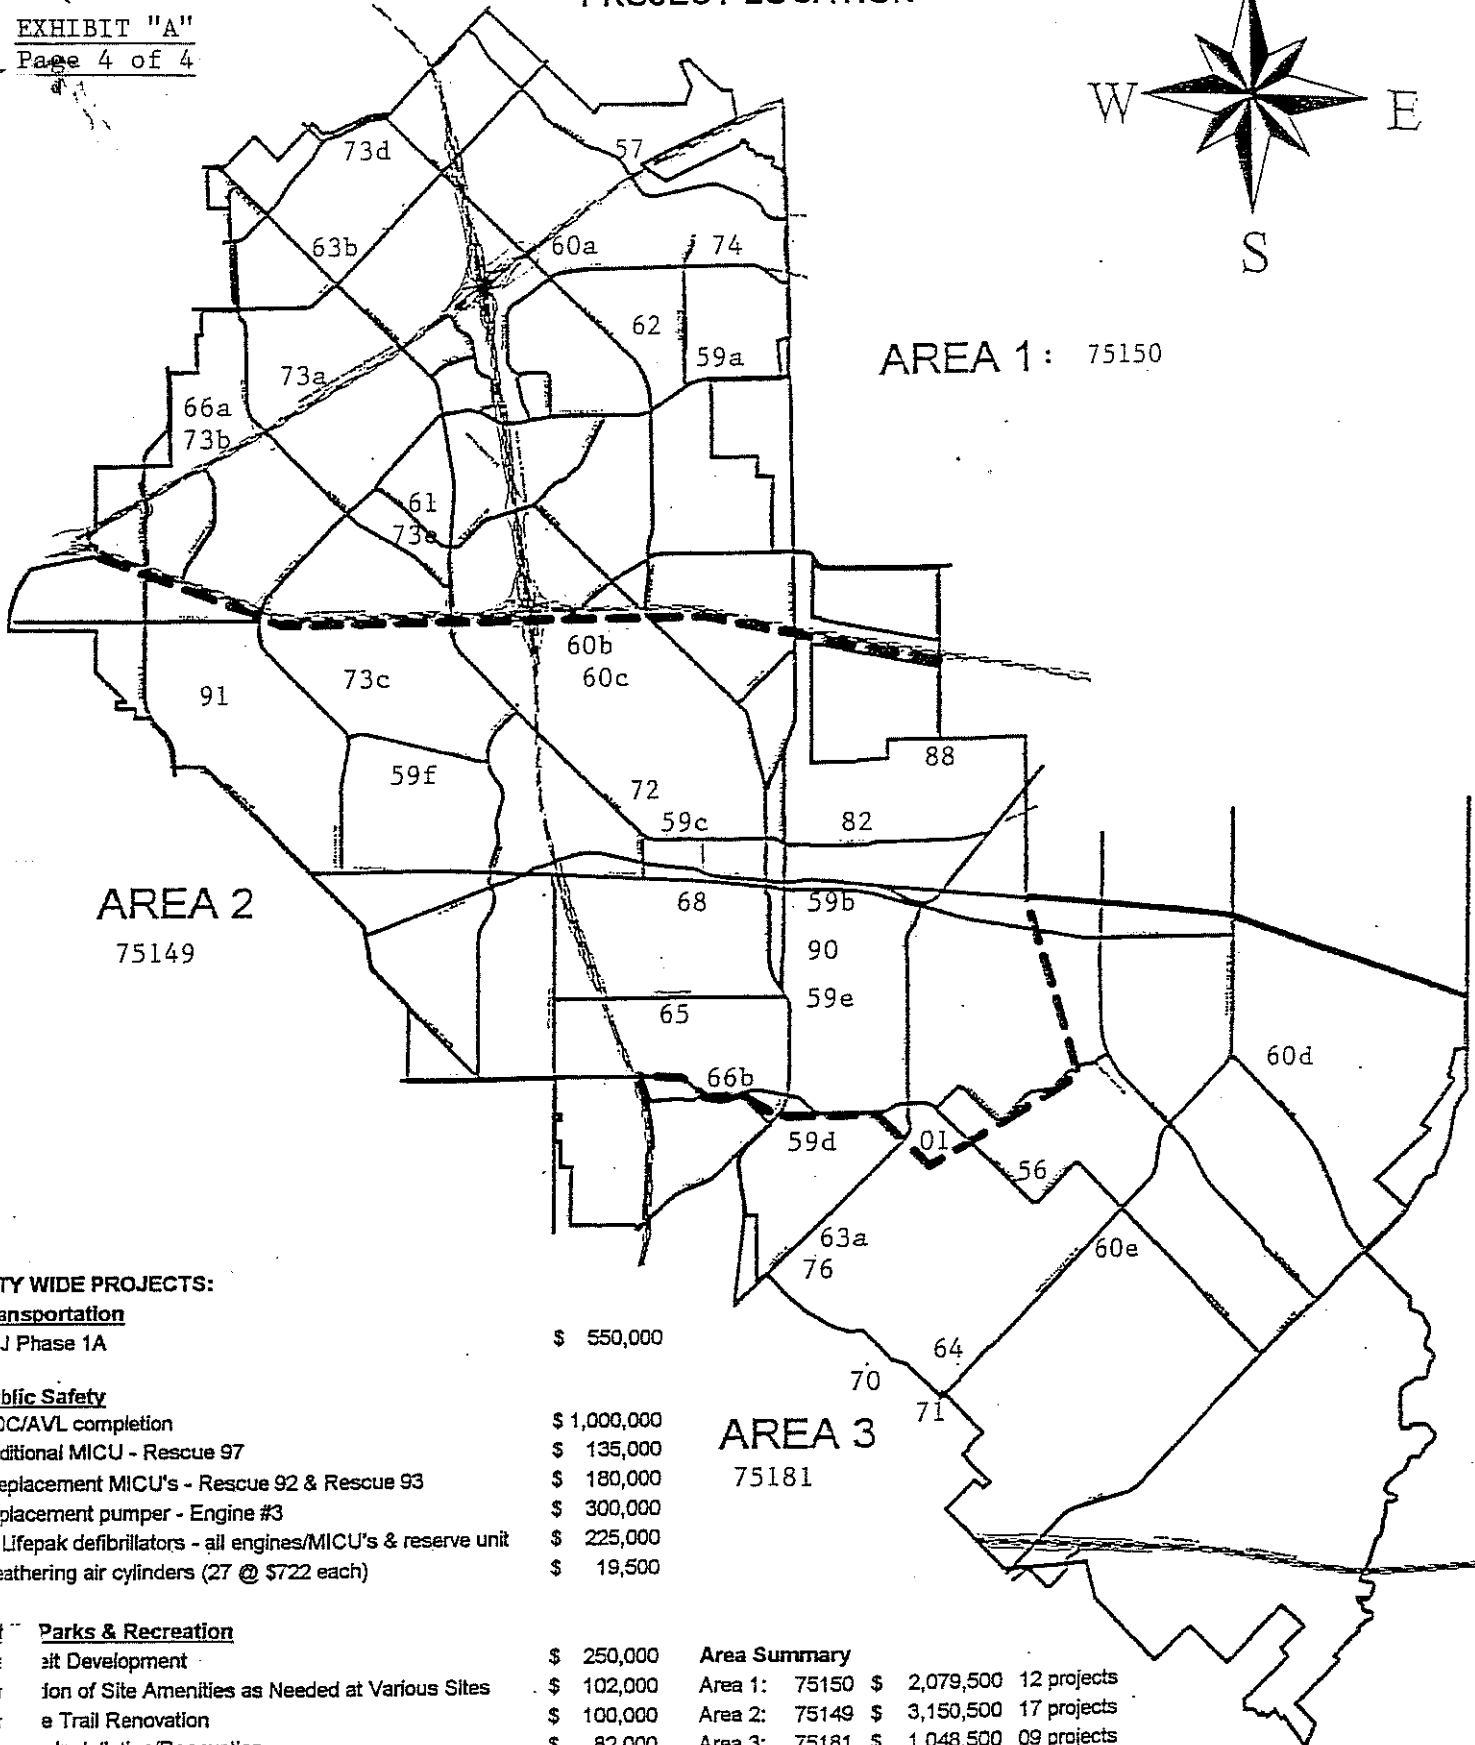 PROJECT LOCATION
EXHIBIT "A"
Page 4 of 4
W E
S
73d
57
63b
60a
74
62
59a
AREA 1: 75150
73a
66a
73b
61
73e
60b
60c
73c
91
88
59f
72
59c
82
AREA 2
75149
68
59b
90
59e
65
60d
66b
59d
01
56
63a
76
60e
64
70
71
AREA 3
75181
TY WIDE PROJECTS:
ansportation
J Phase 1A $ 550,000
blic Safety
OC/AVL completion $ 1,000,000
ditional MICU - Rescue 97 $ 135,000
eplacement MICU's - Rescue 92 & Rescue 93 $ 180,000
placement pumper - Engine #3 $ 300,000
Lifepak defibrillators - all engines/MICU's & reserve unit $ 225,000
eathering air cylinders (27 @ $722 each) $ 19,500
Parks & Recreation
it Development $ 250,000 Area Summary
ion of Site Amenities as Needed at Various Sites $ 102,000 Area 1: 75150 $ 2,079,500 12 projects
e Trail Renovation $ 100,000 Area 2: 75149 $ 3,150,500 17 projects
$ 82,000 Area 3: 75181 $ 1,048,500 09 projects